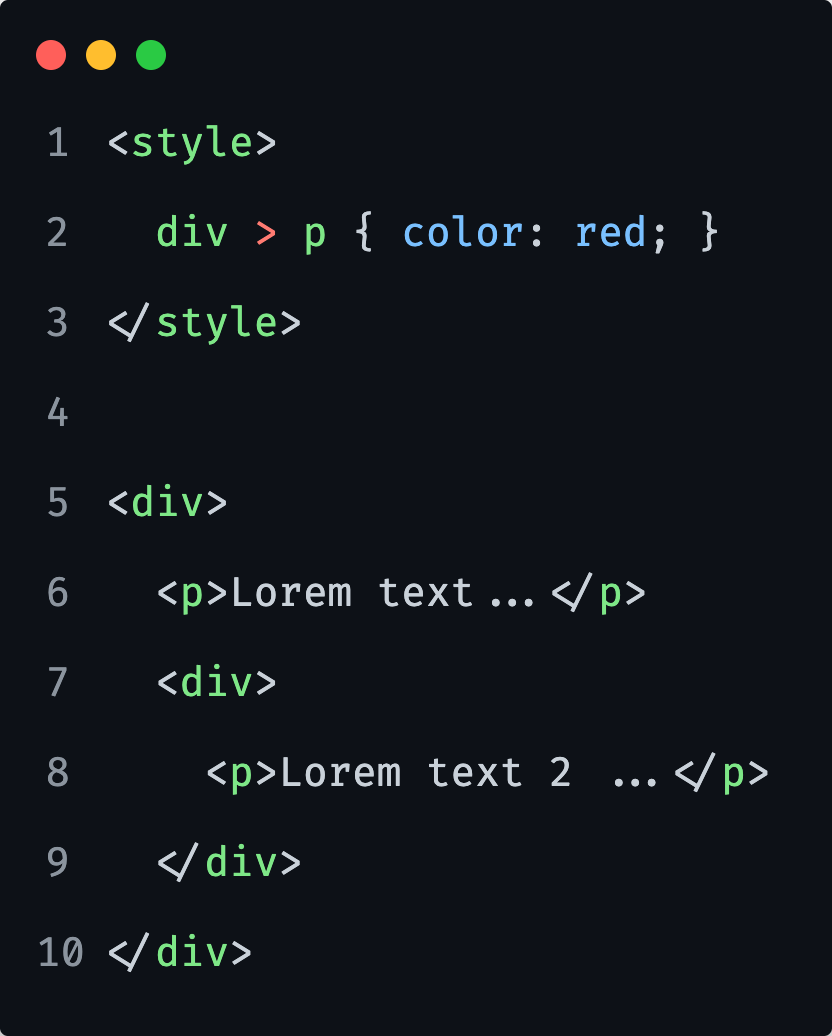 1 <style>
2   div > p { color: red; }
3 </style>
4
5 <div>
6   <p>Lorem text...</p>
7   <div>
8     <p>Lorem text 2 ...</p>
9   </div>
10 </div>